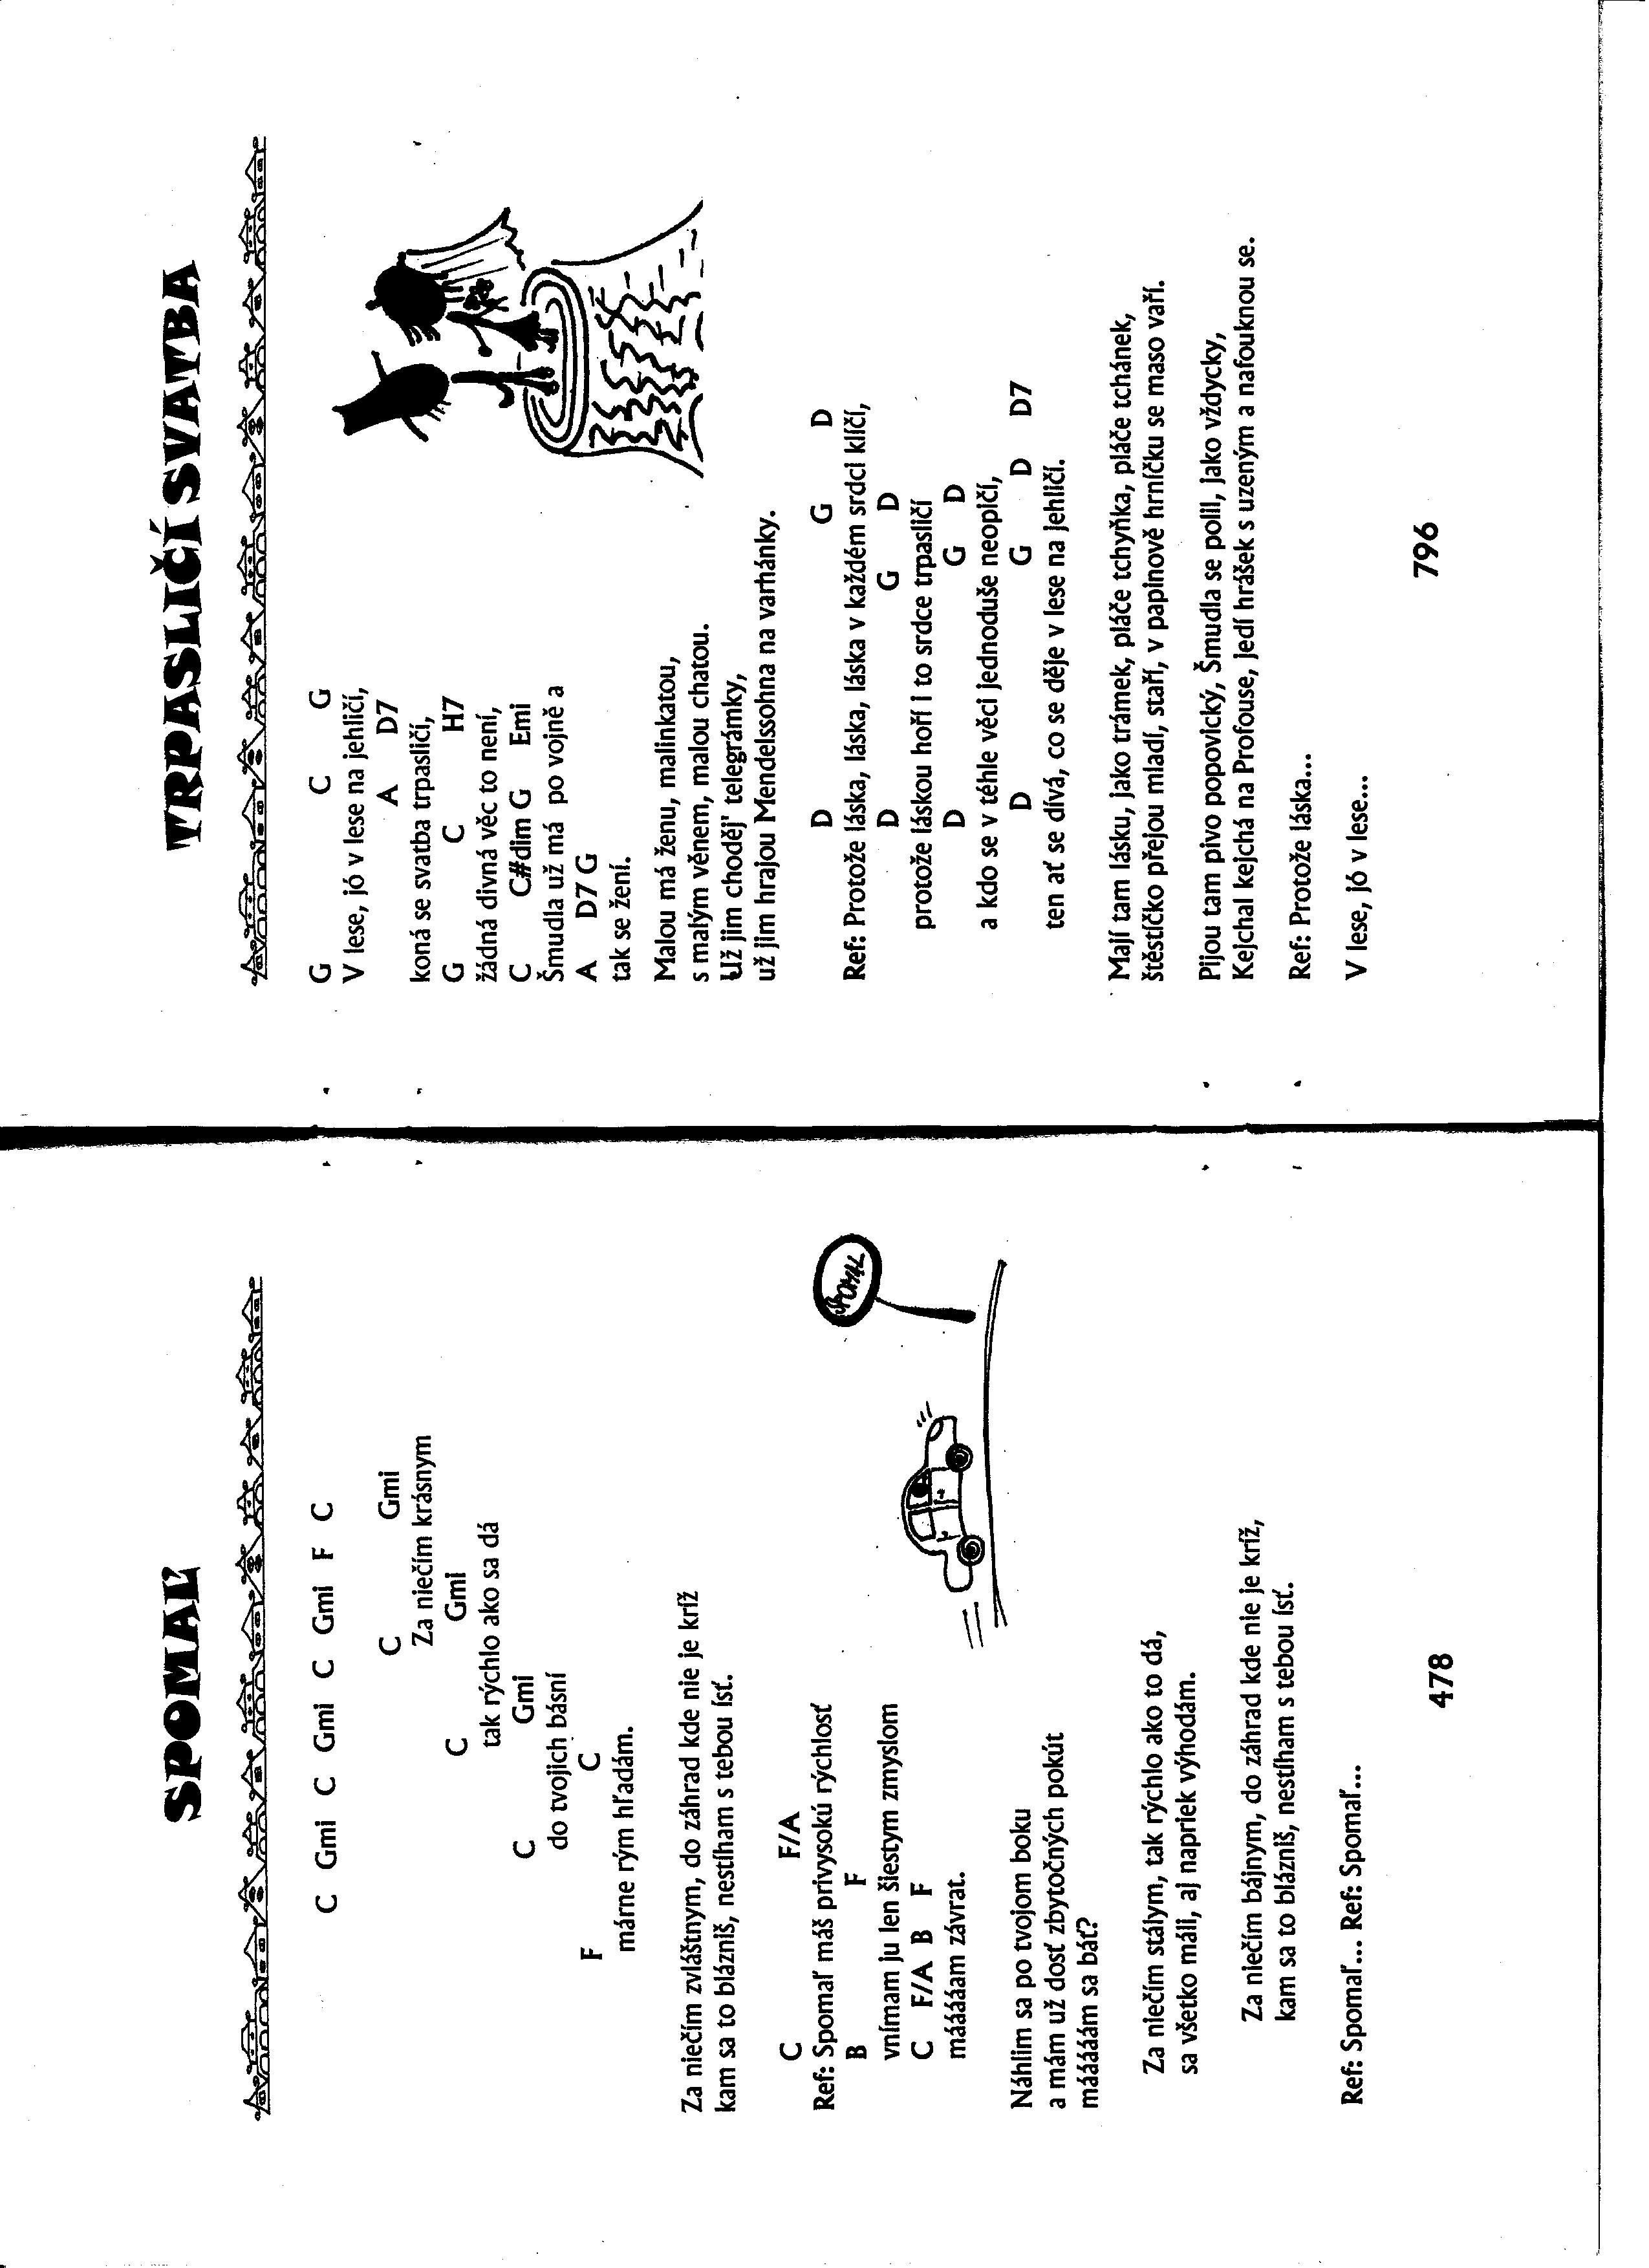 SPOMAĽ
C Gmi C Gmi C Gmi F C
C Gmi
Za niečím krásnym
C Gmi
tak rýchlo ako sa dá
C Gmi
do tvojich básní
F C
márne rým hľadám.
Za niečím zvláštnym, do záhrad kde nie je kríž
kam sa to blázniš, nestíham s tebou ísť.
C F/A
Ref: Spomaľ máš privysokú rýchlosť
B F
vnímam ju len šiestym zmyslom
C F/A B F
máááám závrat.
SPOMAĽ
Náhlim sa po tvojom boku
a mám už dosť zbytočných pokút
máááám sa báť?
Za niečím stálym, tak rýchlo ako to dá,
sa všetko máli, aj napriek výhodám.
Za niečím bájnym, do záhrad kde nie je kríž,
kam sa to blázniš, nestíham s tebou ísť.
Ref: Spomaľ... Ref: Spomaľ...
478
TRPASLIČÍ SVATBA
G C G
V lese, jó v lese na jehličí,
A D7
koná se svatba trpasličí,
G C H7
žádná divná věc to není,
C C#dim G Emi
Šmudla už má po vojně a
A D7 G
tak se žení.
Malou má ženu, malinkatou,
s malým věnem, malou chatou.
Už jim choděj' telegrámky,
už jim hrajou Mendelssohna na varhánky.
D G D
Ref: Protože láska, láska, láska v každém srdci klíčí,
D G D
protože láskou hoří i to srdce trpasličí
D G D
a kdo se v téhle věci jednoduše neopičí,
D G D D7
ten ať se dívá, co se děje v lese na jehličí.
Mají tam lásku, jako trámek, pláče tchyňka, pláče tchánek,
štěstíčko přejou mladí, staří, v papinově hrníčku se maso vaří.
Pijou tam pivo popovický, Šmudla se polil, jako vždycky,
Kejchal kejchá na Profouse, jedí hrášek s uzeným a nafouknou se.
Ref: Protože láska...
V lese, jó v lese...
796